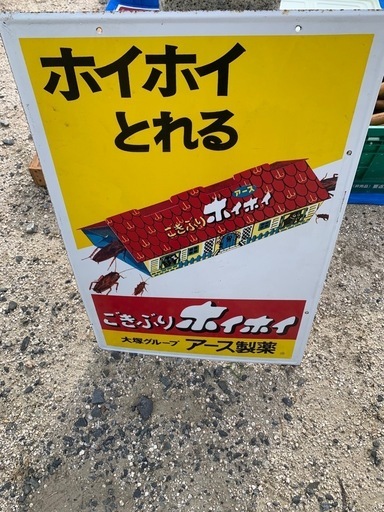 ホイホイ
とれる
アース
ごきぶり ホイホイ
ごきぶり ホイホイ
大塚グループ アース製薬